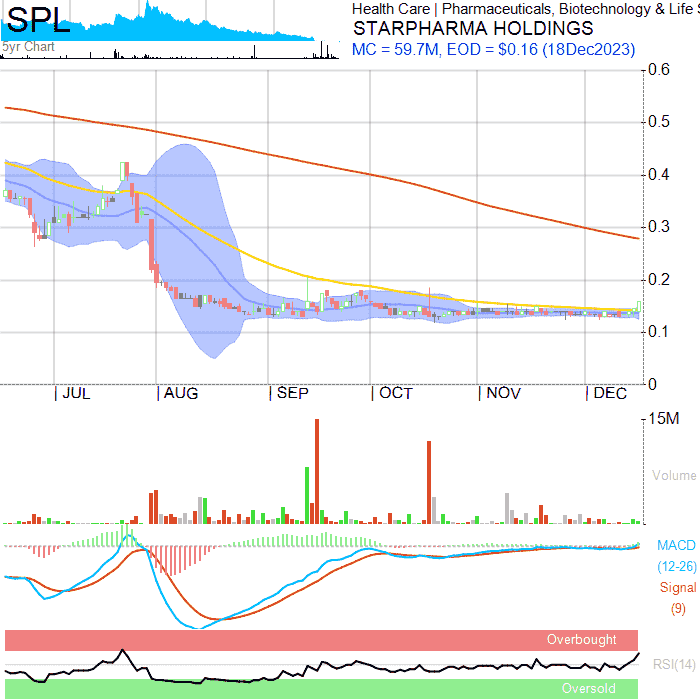 SPL
Health Care | Pharmaceuticals, Biotechnology & Life S
STARPHARMA HOLDINGS
5yr Chart
MC = 59.7M, EOD = $0.16 (18Dec2023)
0.6
0.5
0.4
0.3
0.2
0.1
0
JUL
AUG
SEP
OCT
NOV
DEC
15M
Volume
MACD
(12-26)
Signal
(9)
Overbought
RSI(14)
Oversold